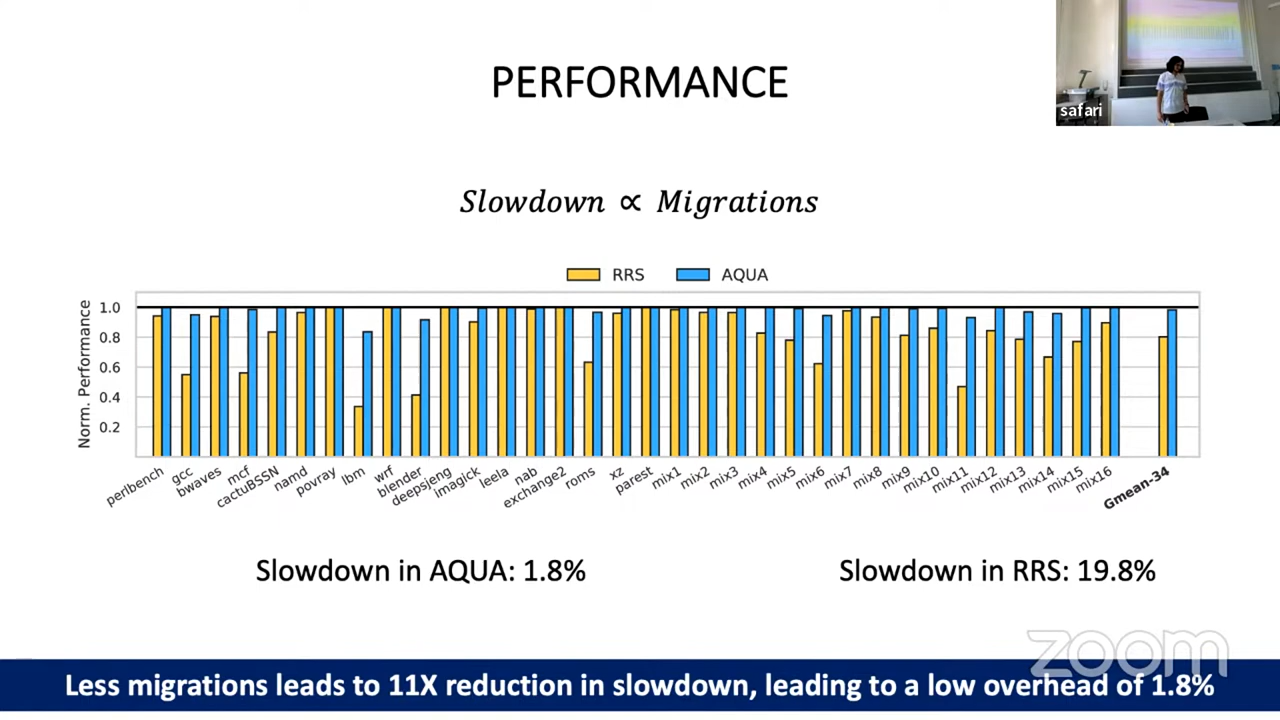 PERFORMANCE
safari
Slowdown ∝ Migrations
RRS AQUA
Norm. Performance
1.0
0.8
0.6
0.4
0.2
perlbench gcc bwaves mcf cactuBSSN namd povray lbm wrf blender deepsjeng imagick leela nab exchange2 roms xz parest mix1 mix2 mix3 mix4 mix5 mix6 mix7 mix8 mix9 mix10 mix11 mix12 mix13 mix14 mix15 mix16 Gmean-34
Slowdown in AQUA: 1.8% Slowdown in RRS: 19.8%
zoom
Less migrations leads to 11X reduction in slowdown, leading to a low overhead of 1.8%